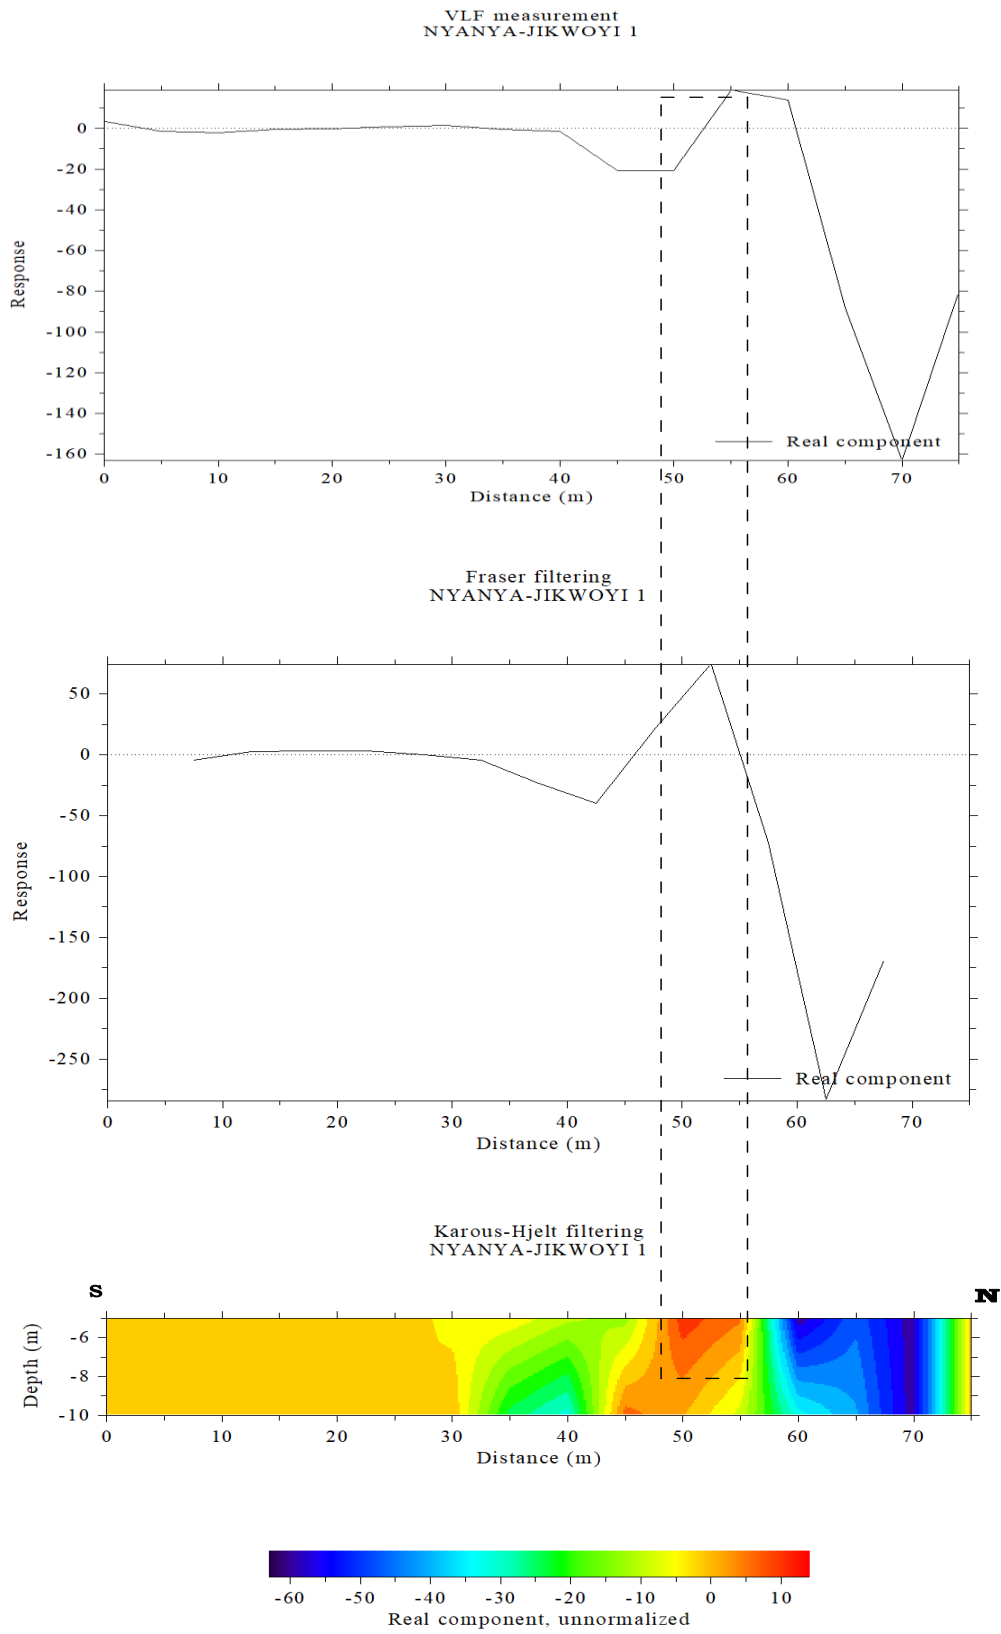 VLF measurement
NYANYA-JIKWOYI 1
0
-20
-40
-60
-80
-100
-120
-140
-160
Response
Real component
0 10 20 30 40 50 60 70
Distance (m)
Fraser filtering
NYANYA-JIKWOYI 1
50
0
-50
-100
-150
-200
-250
Response
Real component
0 10 20 30 40 50 60 70
Distance (m)
Karous-Hjelt filtering
NYANYA-JIKWOYI 1
S N
-6
-8
-10
Depth (m)
0 10 20 30 40 50 60 70
Distance (m)
-60 -50 -40 -30 -20 -10 0 10
Real component, unnormalized